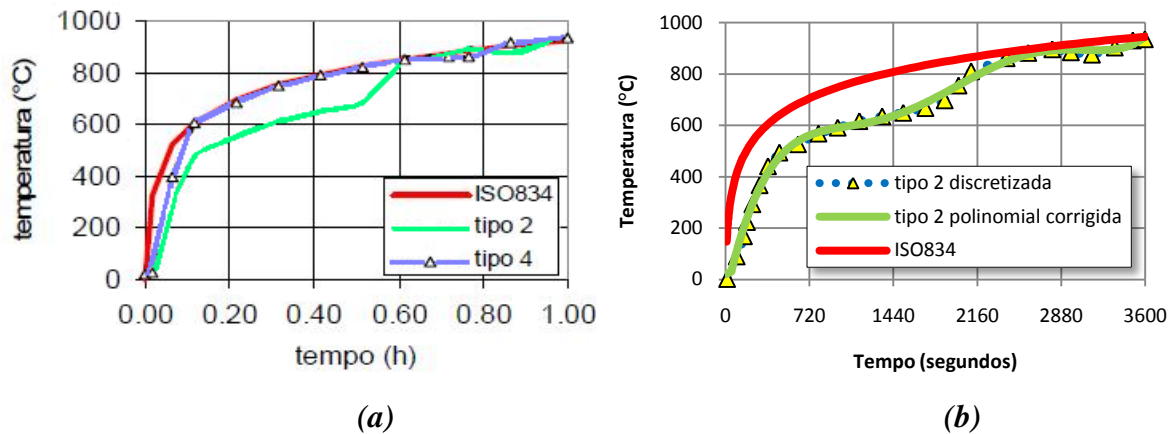 1000
800
600
400
200
0
temperatura (°C)
ISO834
tipo 2
tipo 4
0.00 0.20 0.40 0.60 0.80 1.00
tempo (h)
(a)
1000
800
600
400
200
0
Temperatura (°C)
tipo 2 discretizada
tipo 2 polinomial corrigida
ISO834
0 720 1440 2160 2880 3600
Tempo (segundos)
(b)